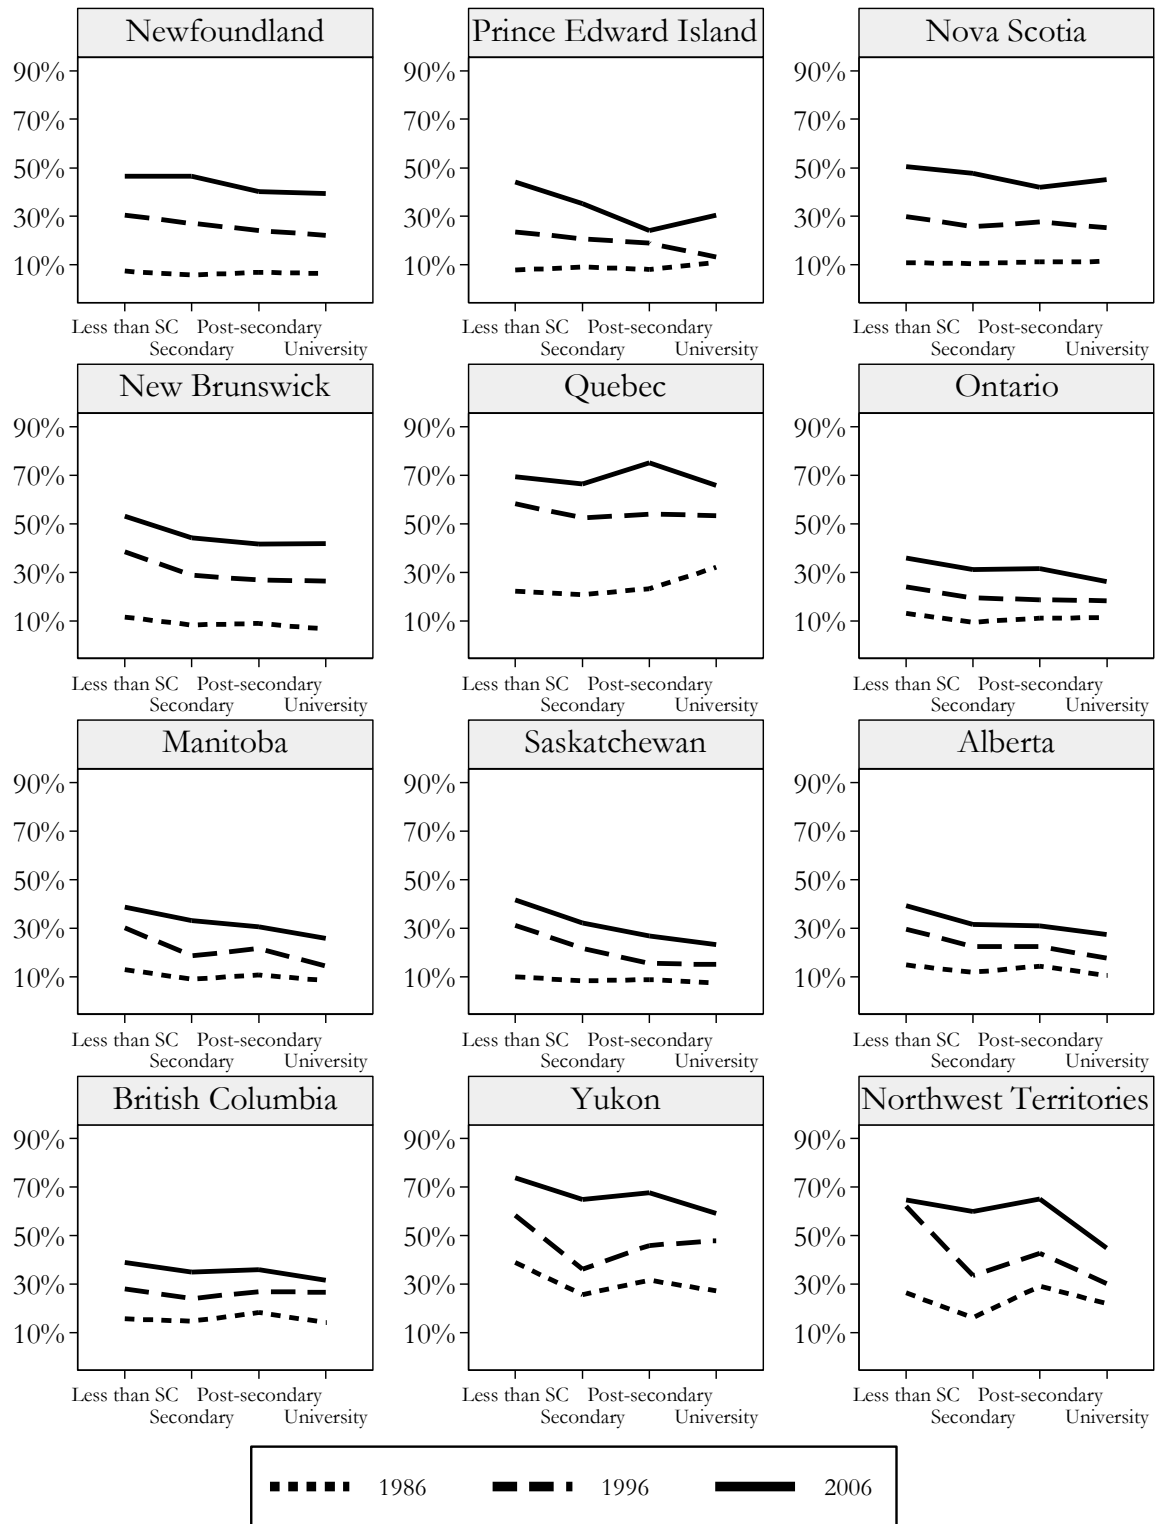 Newfoundland Prince Edward Island Nova Scotia
90% 90% 90%
70% 70% 70%
50% 50% 50%
30% 30% 30%
10% 10% 10%
Less than SC Post-secondary Less than SC Post-secondary Less than SC Post-secondary
Secondary University Secondary University Secondary University
New Brunswick Quebec Ontario
90% 90% 90%
70% 70% 70%
50% 50% 50%
30% 30% 30%
10% 10% 10%
Less than SC Post-secondary Less than SC Post-secondary Less than SC Post-secondary
Secondary University Secondary University Secondary University
Manitoba Saskatchewan Alberta
90% 90% 90%
70% 70% 70%
50% 50% 50%
30% 30% 30%
10% 10% 10%
Less than SC Post-secondary Less than SC Post-secondary Less than SC Post-secondary
Secondary University Secondary University Secondary University
British Columbia Yukon Northwest Territories
90% 90% 90%
70% 70% 70%
50% 50% 50%
30% 30% 30%
10% 10% 10%
Less than SC Post-secondary Less than SC Post-secondary Less than SC Post-secondary
Secondary University Secondary University Secondary University
1986 1996 2006